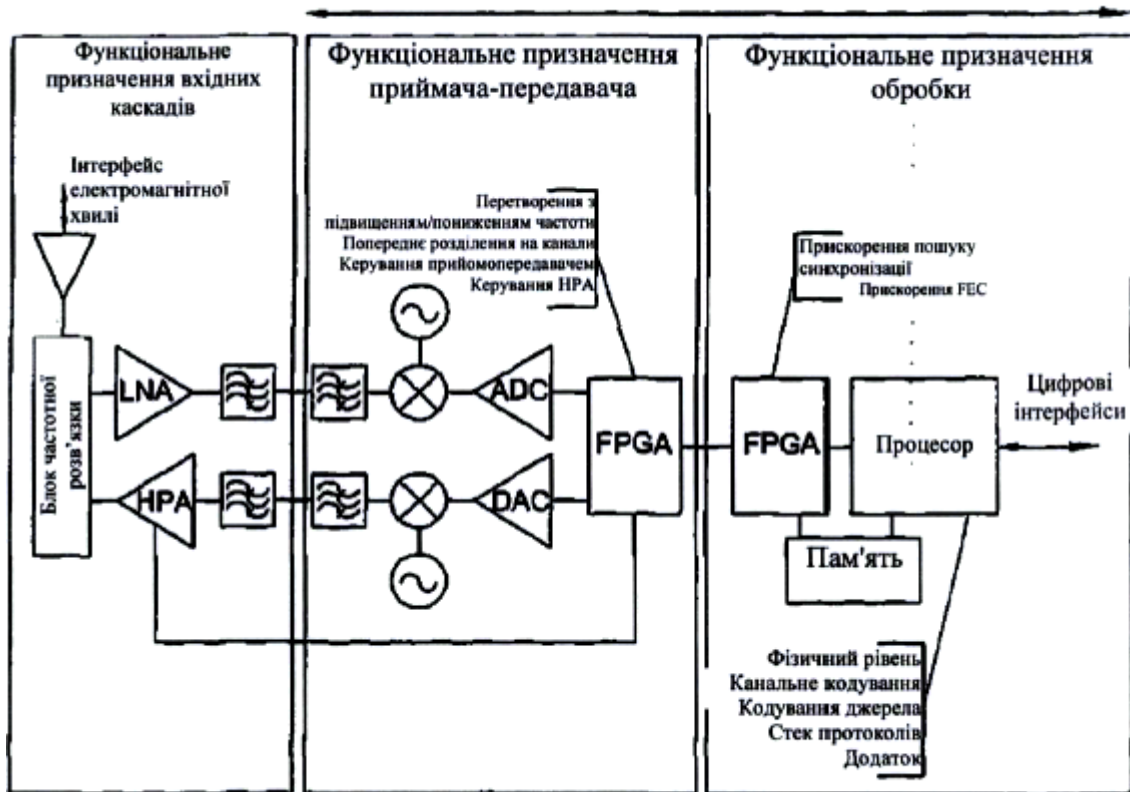 Функціональне
призначення вхідних
каскадів
Інтерфейс
електромагнітної
хвилі
Блок частотної
розв'язки
LNA
HPA
Функціональне призначення
приймача-передавача
Перетворення з
підвищенням/пониженням частоти
Попереднє розділення на канали
Керування прийомопередавачем
Керування HPA
ADC
DAC
FPGA
Функціональне призначення
обробки
Прискорення пошуку
синхронізації
Прискорення FEC
FPGA
Процесор
Цифрові
інтерфейси
Пам'ять
Фізичний рівень
Канальне кодування
Кодування джерела
Стек протоколів
Додаток